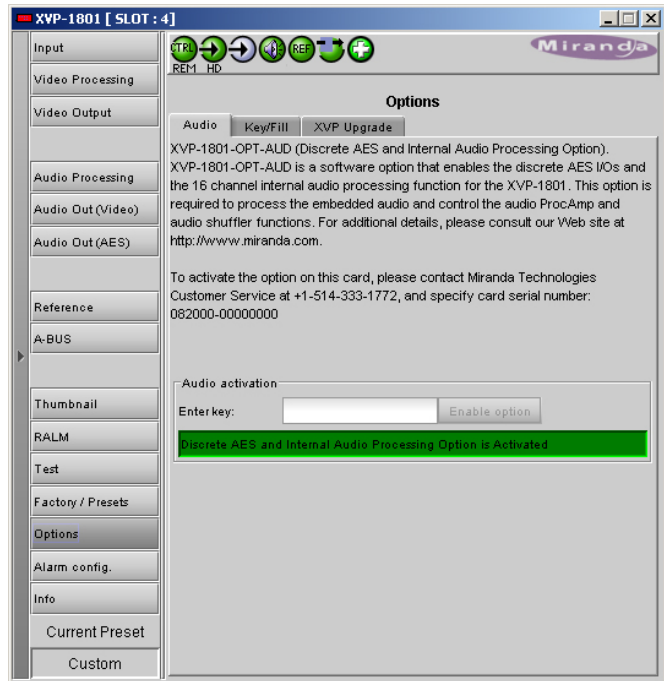 XVP-1801 [ SLOT : 4]
CTRL
REF
REM HD
Miranda
Input
Video Processing
Video Output
Audio Processing
Audio Out (Video)
Audio Out (AES)
Reference
A-BUS
Thumbnail
RALM
Test
Factory / Presets
Options
Alarm config.
Info
Current Preset
Custom
Options
Audio Key/Fill XVP Upgrade
XVP-1801-OPT-AUD (Discrete AES and Internal Audio Processing Option).
XVP-1801-OPT-AUD is a software option that enables the discrete AES I/Os and
the 16 channel internal audio processing function for the XVP-1801. This option is
required to process the embedded audio and control the audio ProcAmp and
audio shuffler functions. For additional details, please consult our Web site at
http://www.miranda.com.
To activate the option on this card, please contact Miranda Technologies
Customer Service at +1-514-333-1772, and specify card serial number:
082000-00000000
Audio activation
Enter key: Enable option
Discrete AES and Internal Audio Processing Option is Activated